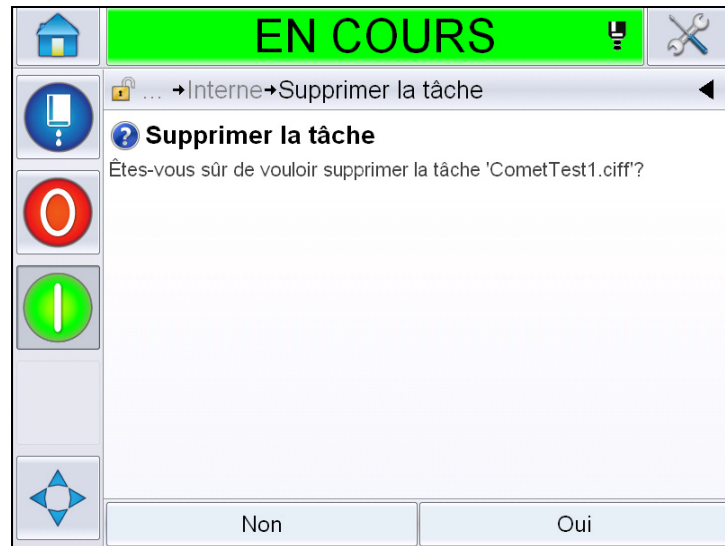 EN COURS
... →Interne→Supprimer la tâche
Supprimer la tâche
Êtes-vous sûr de vouloir supprimer la tâche 'CometTest1.ciff'?
Non
Oui